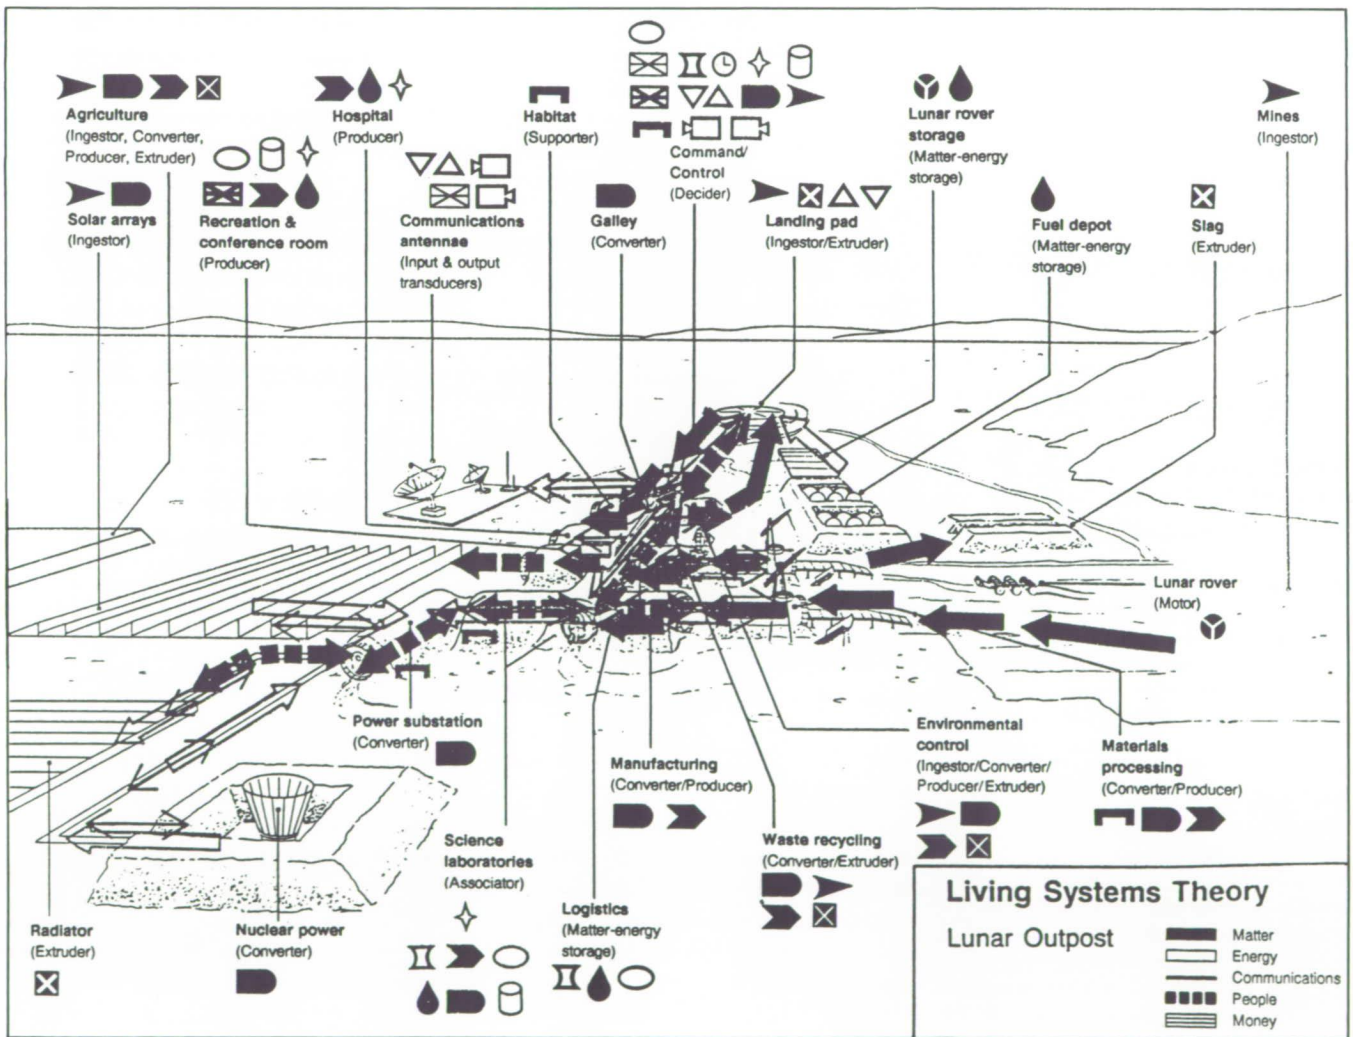 Agriculture
(Ingestor, Converter,
Producer, Extruder)
Solar arrays
(Ingestor)
Recreation &
conference room
(Producer)
Hospital
(Producer)
Communications
antennae
(Input & output
transducers)
Habitat
(Supporter)
Galley
(Converter)
Command/
Control
(Decider)
Landing pad
(Ingestor/Extruder)
Lunar rover
storage
(Matter-energy
storage)
Fuel depot
(Matter-energy
storage)
Mines
(Ingestor)
Slag
(Extruder)
Lunar rover
(Motor)
Power substation
(Converter)
Manufacturing
(Converter/Producer)
Environmental
control
(Ingestor/Converter/
Producer/Extruder)
Materials
processing
(Converter/Producer)
Science
laboratories
(Associator)
Waste recycling
(Converter/Extruder)
Logistics
(Matter-energy
storage)
Radiator
(Extruder)
Nuclear power
(Converter)
Living Systems Theory
Lunar Outpost
Matter
Energy
Communications
People
Money